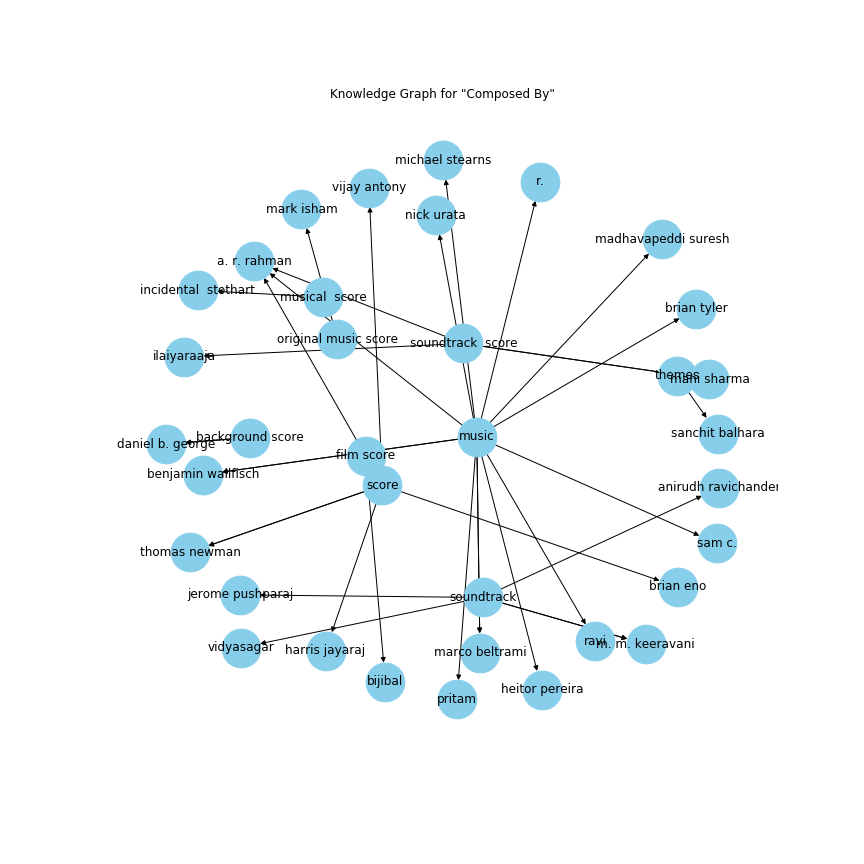 Knowledge Graph for "Composed By"
michael stearns
r.
vijay antony
mark isham
nick urata
madhavapeddi suresh
a. r. rahman
incidental  stethart
musical  score
brian tyler
original music score
soundtrack  score
ilaiyaraaja
themes
mani sharma
sanchit balhara
music
background score
daniel b. george
film score
benjamin wallfisch
score
anirudh ravichander
sam c.
thomas newman
brian eno
jerome pushparaj
soundtrack
vidyasagar
harris jayaraj
marco beltrami
ravi
m. m. keeravani
bijibal
pritam
heitor pereira